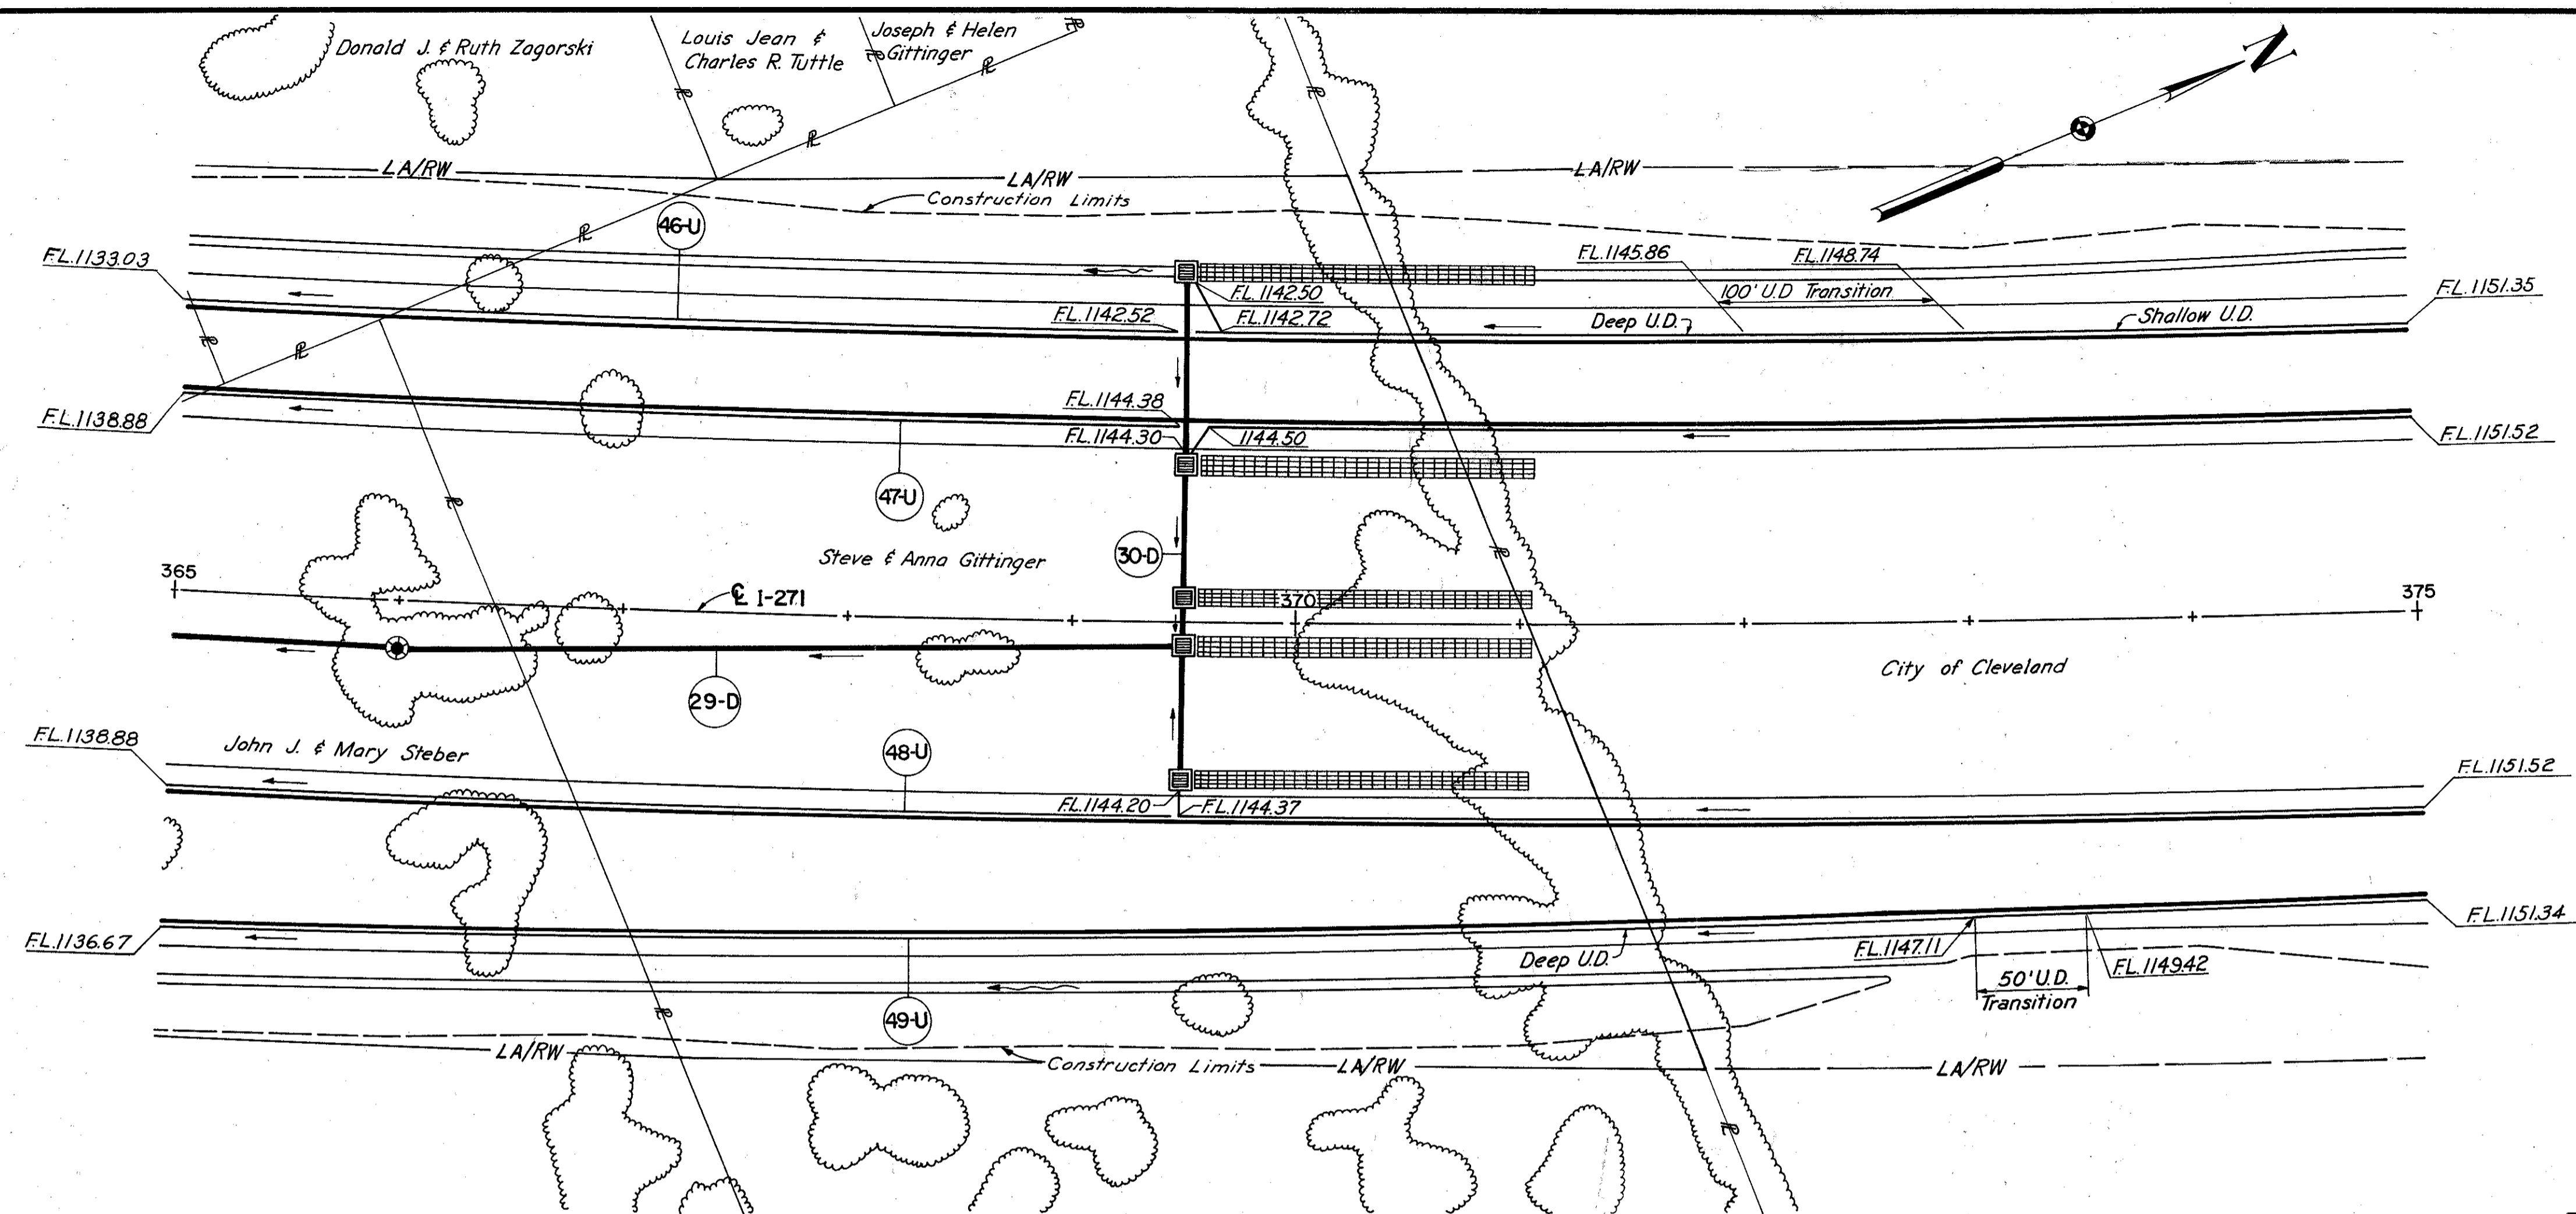 Donald J. & Ruth Zagorski
Louis Jean &
Charles R. Tuttle
Joseph & Helen
Gittinger
N
LA/RW
LA/RW
LA/RW
Construction Limits
46-U
F.L.1133.03
F.L.1145.86
F.L.1148.74
F.L.1151.35
100' U.D Transition
F.L.1142.50
F.L.1142.52
F.L.1142.72
Deep U.D.
Shallow U.D.
F.L.1138.88
F.L.1144.38
F.L.1144.30
1144.50
F.L.1151.52
47-U
Steve & Anna Gittinger
30-D
365
℄ I-271
370
375
City of Cleveland
29-D
F.L.1138.88
John J. & Mary Steber
48-U
F.L.1151.52
F.L.1144.20
F.L.1144.37
F.L.1136.67
Deep U.D.
F.L.1147.11
F.L.1149.42
F.L.1151.34
50' U.D.
Transition
49-U
LA/RW
Construction Limits
LA/RW
LA/RW